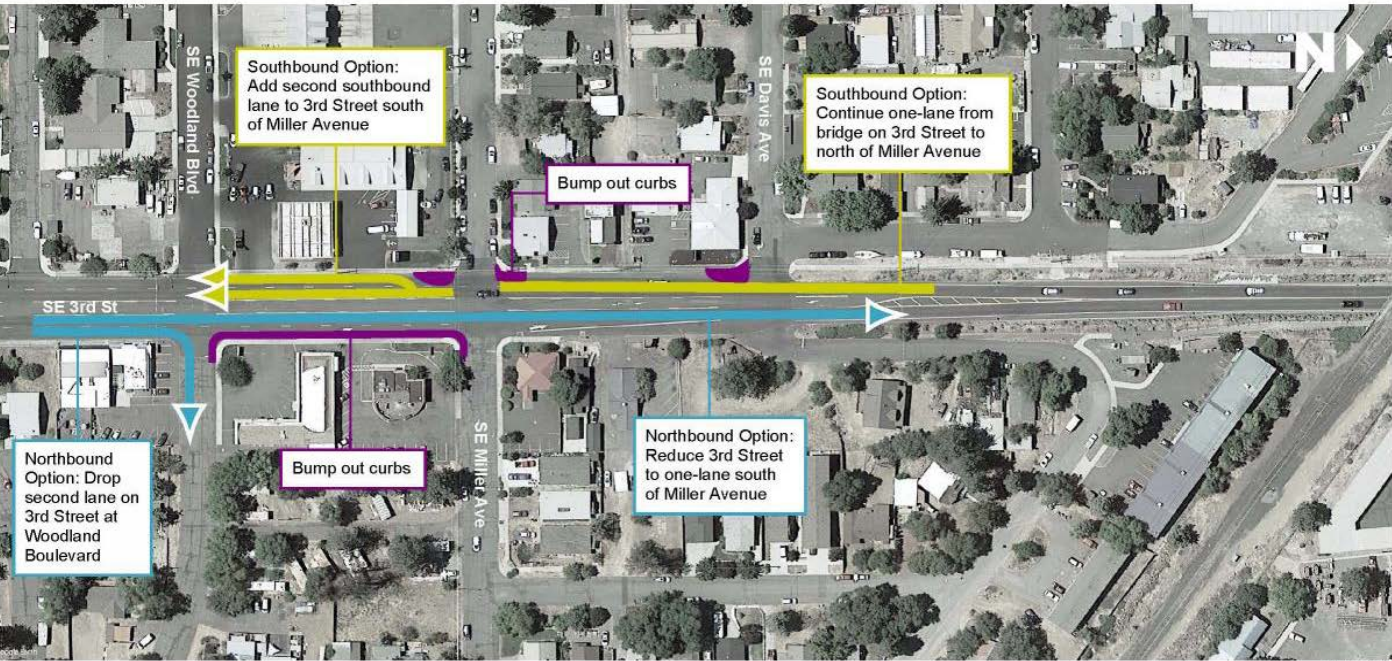 SE Woodland Blvd.
Southbound Option:
Add second southbound
lane to 3rd Street south
of Miller Avenue
Bump out curbs
SE Davis Ave
Southbound Option:
Continue one-lane from
bridge on 3rd Street to
north of Miller Avenue
N
SE 3rd St
Northbound
Option: Drop
second lane on
3rd Street at
Woodland
Boulevard
Bump out curbs
SE Miller Ave
Northbound Option:
Reduce 3rd Street
to one-lane south
of Miller Avenue